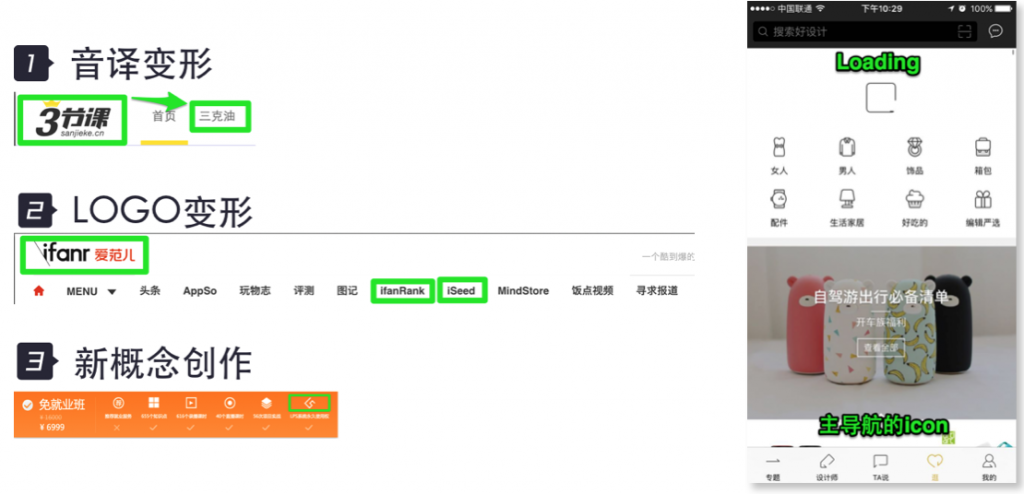 1 音译变形
3节课
sanjieke.cn
首页 三克油
2 LOGO变形
ifanr 爱范儿
一个酷到爆的
MENU 头条 AppSo 玩物志 评测 图记 ifanRank iSeed MindStore 饭点视频 寻求报道
3 新概念创作
免就业班
¥ 6999
中国联通 下午10:29 100%
搜索好设计
Loading
女人 男人 饰品 箱包
配件 生活家居 好吃的 编辑严选
自驾游出行必备清单
开车族福利
查看全部
主导航的icon
专题 设计师 TA说 逛 我的